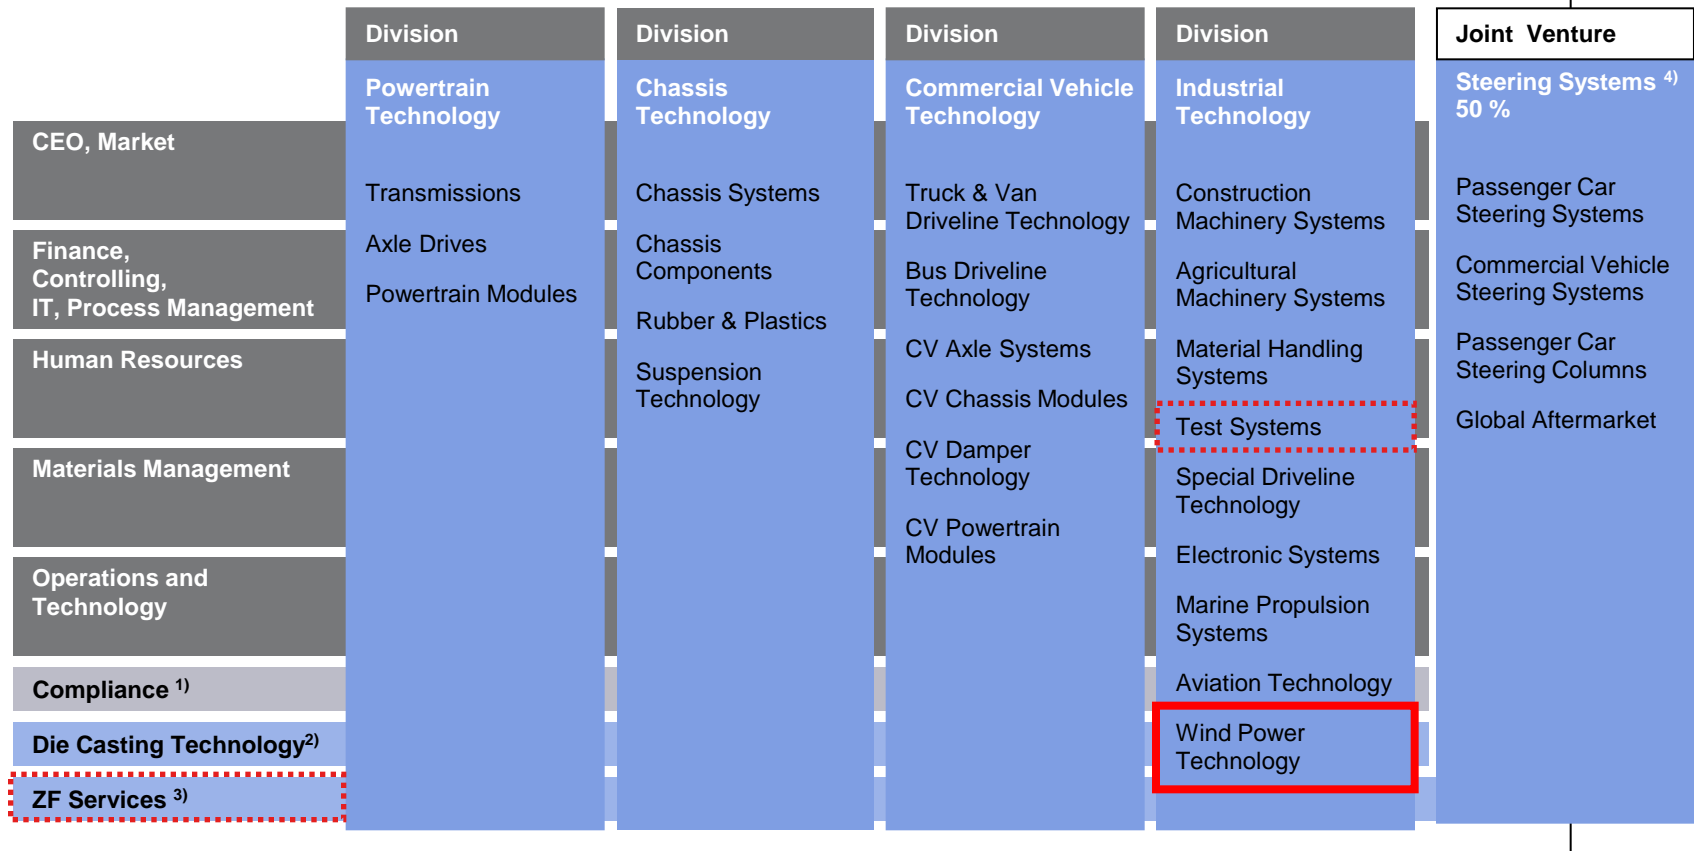 Division
Division
Division
Division
Joint Venture
Powertrain
Technology
Chassis
Technology
Commercial Vehicle
Technology
Industrial
Technology
Steering Systems 4)
50 %
CEO, Market
Finance,
Controlling,
IT, Process Management
Human Resources
Materials Management
Operations and
Technology
Compliance 1)
Die Casting Technology2)
ZF Services 3)
Transmissions
Axle Drives
Powertrain Modules
Chassis Systems
Chassis
Components
Rubber & Plastics
Suspension
Technology
Truck & Van
Driveline Technology
Bus Driveline
Technology
CV Axle Systems
CV Chassis Modules
CV Damper
Technology
CV Powertrain
Modules
Construction
Machinery Systems
Agricultural
Machinery Systems
Material Handling
Systems
Test Systems
Special Driveline
Technology
Electronic Systems
Marine Propulsion
Systems
Aviation Technology
Wind Power
Technology
Passenger Car
Steering Systems
Commercial Vehicle
Steering Systems
Passenger Car
Steering Columns
Global Aftermarket